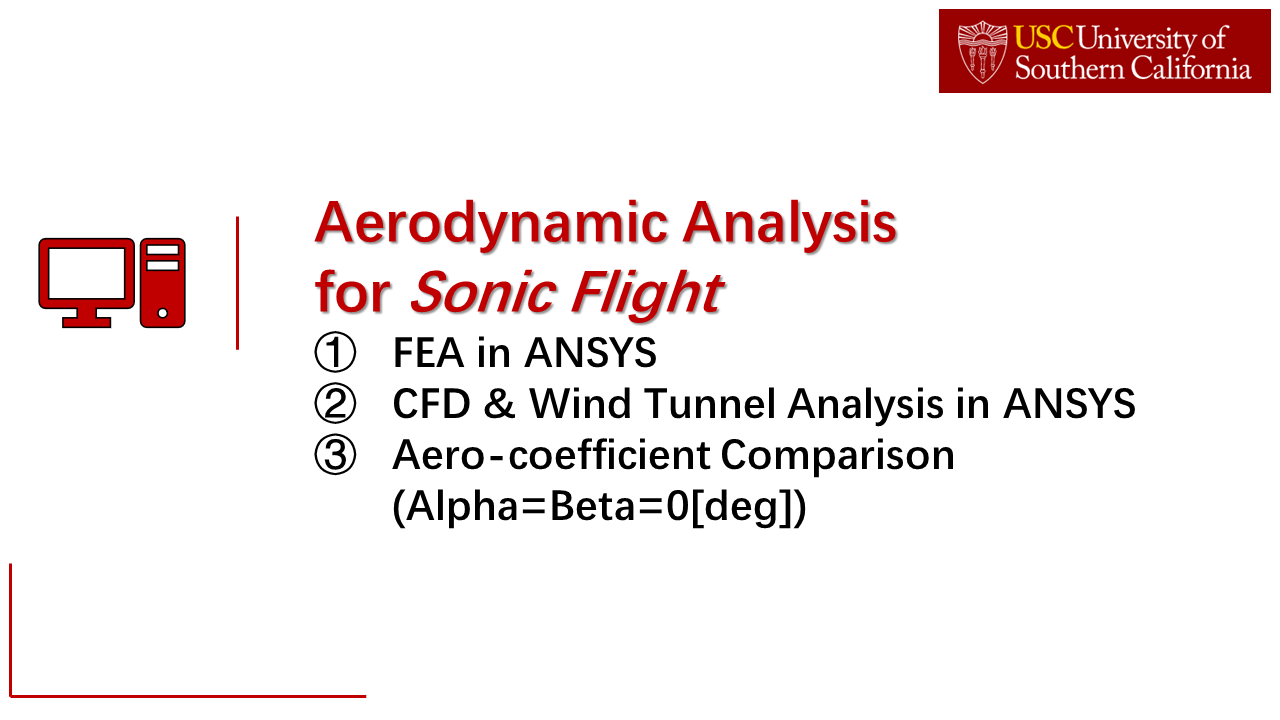 USC University of
Southern California
Aerodynamic Analysis
for Sonic Flight
① FEA in ANSYS
② CFD & Wind Tunnel Analysis in ANSYS
③ Aero-coefficient Comparison
(Alpha=Beta=0[deg])